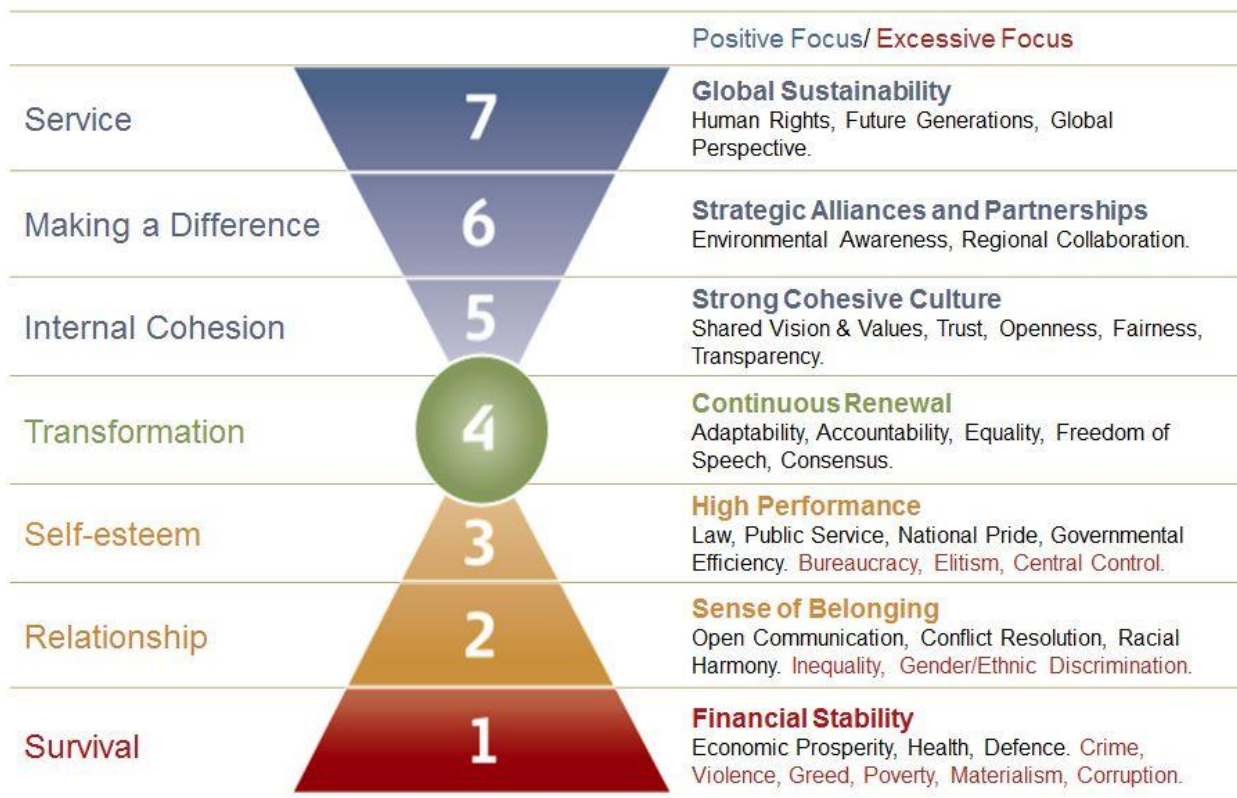 Positive Focus/ Excessive Focus
Service
7
Global Sustainability
Human Rights, Future Generations, Global
Perspective.
Making a Difference
6
Strategic Alliances and Partnerships
Environmental Awareness, Regional Collaboration.
Internal Cohesion
5
Strong Cohesive Culture
Shared Vision & Values, Trust, Openness, Fairness,
Transparency.
Transformation
4
Continuous Renewal
Adaptability, Accountability, Equality, Freedom of
Speech, Consensus.
Self-esteem
3
High Performance
Law, Public Service, National Pride, Governmental
Efficiency. Bureaucracy, Elitism, Central Control.
Relationship
2
Sense of Belonging
Open Communication, Conflict Resolution, Racial
Harmony. Inequality, Gender/Ethnic Discrimination.
Survival
1
Financial Stability
Economic Prosperity, Health, Defence. Crime,
Violence, Greed, Poverty, Materialism, Corruption.